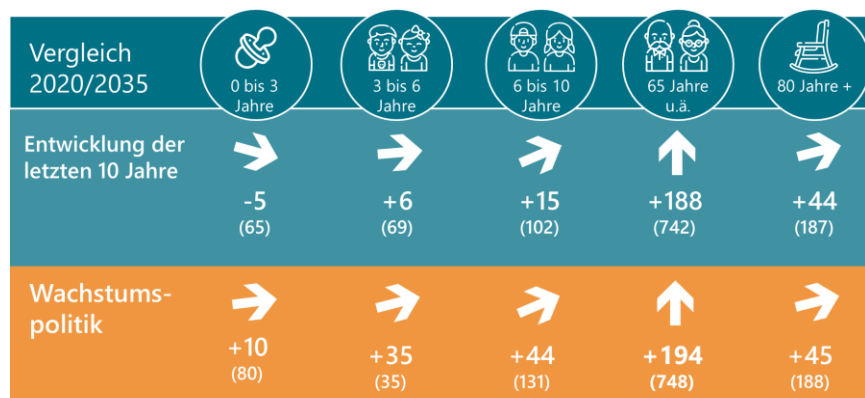 Vergleich
2020/2035
0 bis 3
Jahre
3 bis 6
Jahre
6 bis 10
Jahre
65 Jahre
u.ä.
80 Jahre +
Entwicklung der
letzten 10 Jahre
-5
(65)
+6
(69)
+15
(102)
+188
(742)
+44
(187)
Wachstums-
politik
+10
(80)
+35
(35)
+44
(131)
+194
(748)
+45
(188)